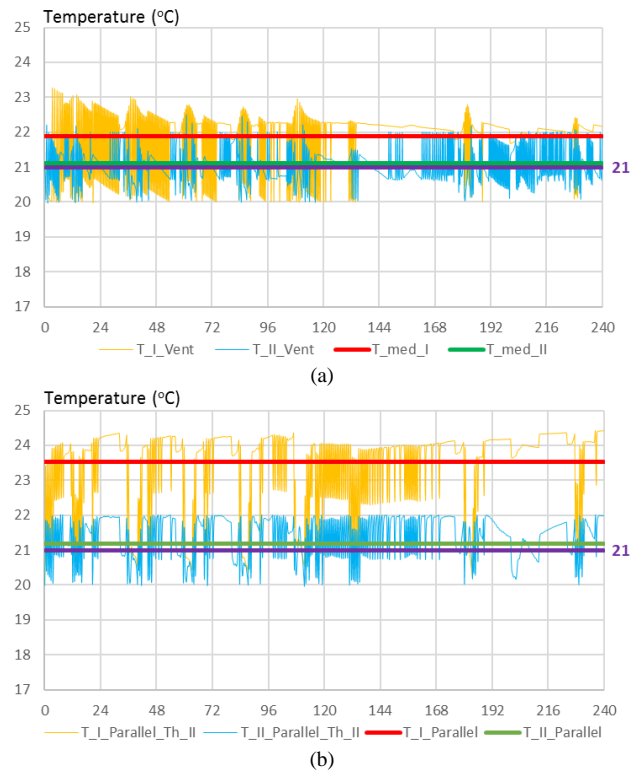 Temperature (°C)
25
24
23
22
21
20
19
18
17
21
0 24 48 72 96 120 144 168 192 216 240
T_I_Vent T_II_Vent T_med_I T_med_II
(a)
Temperature (°C)
25
24
23
22
21
20
19
18
17
21
0 24 48 72 96 120 144 168 192 216 240
T_I_Parallel_Th_II T_II_Parallel_Th_II T_I_Parallel T_II_Parallel
(b)